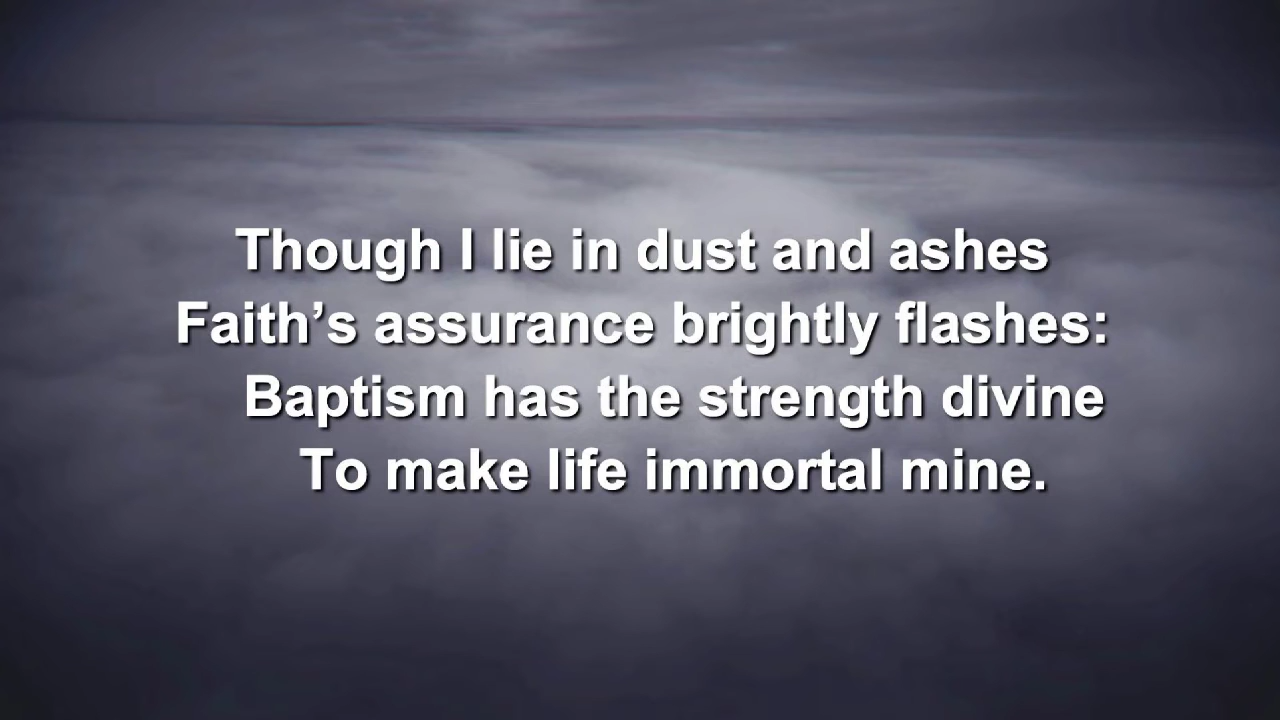 Though I lie in dust and ashes
Faith’s assurance brightly flashes:
Baptism has the strength divine
To make life immortal mine.